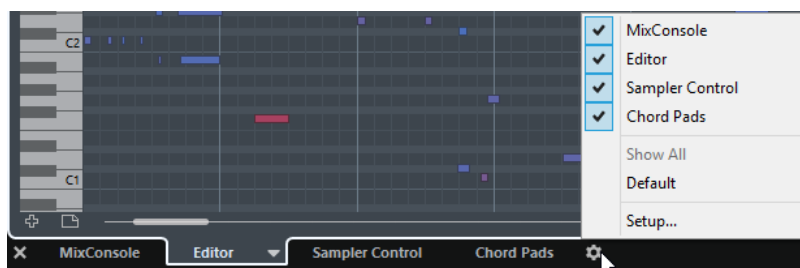 C2
C1
MixConsole
Editor
Sampler Control
Chord Pads
Show All
Default
Setup...
MixConsole Editor Sampler Control Chord Pads